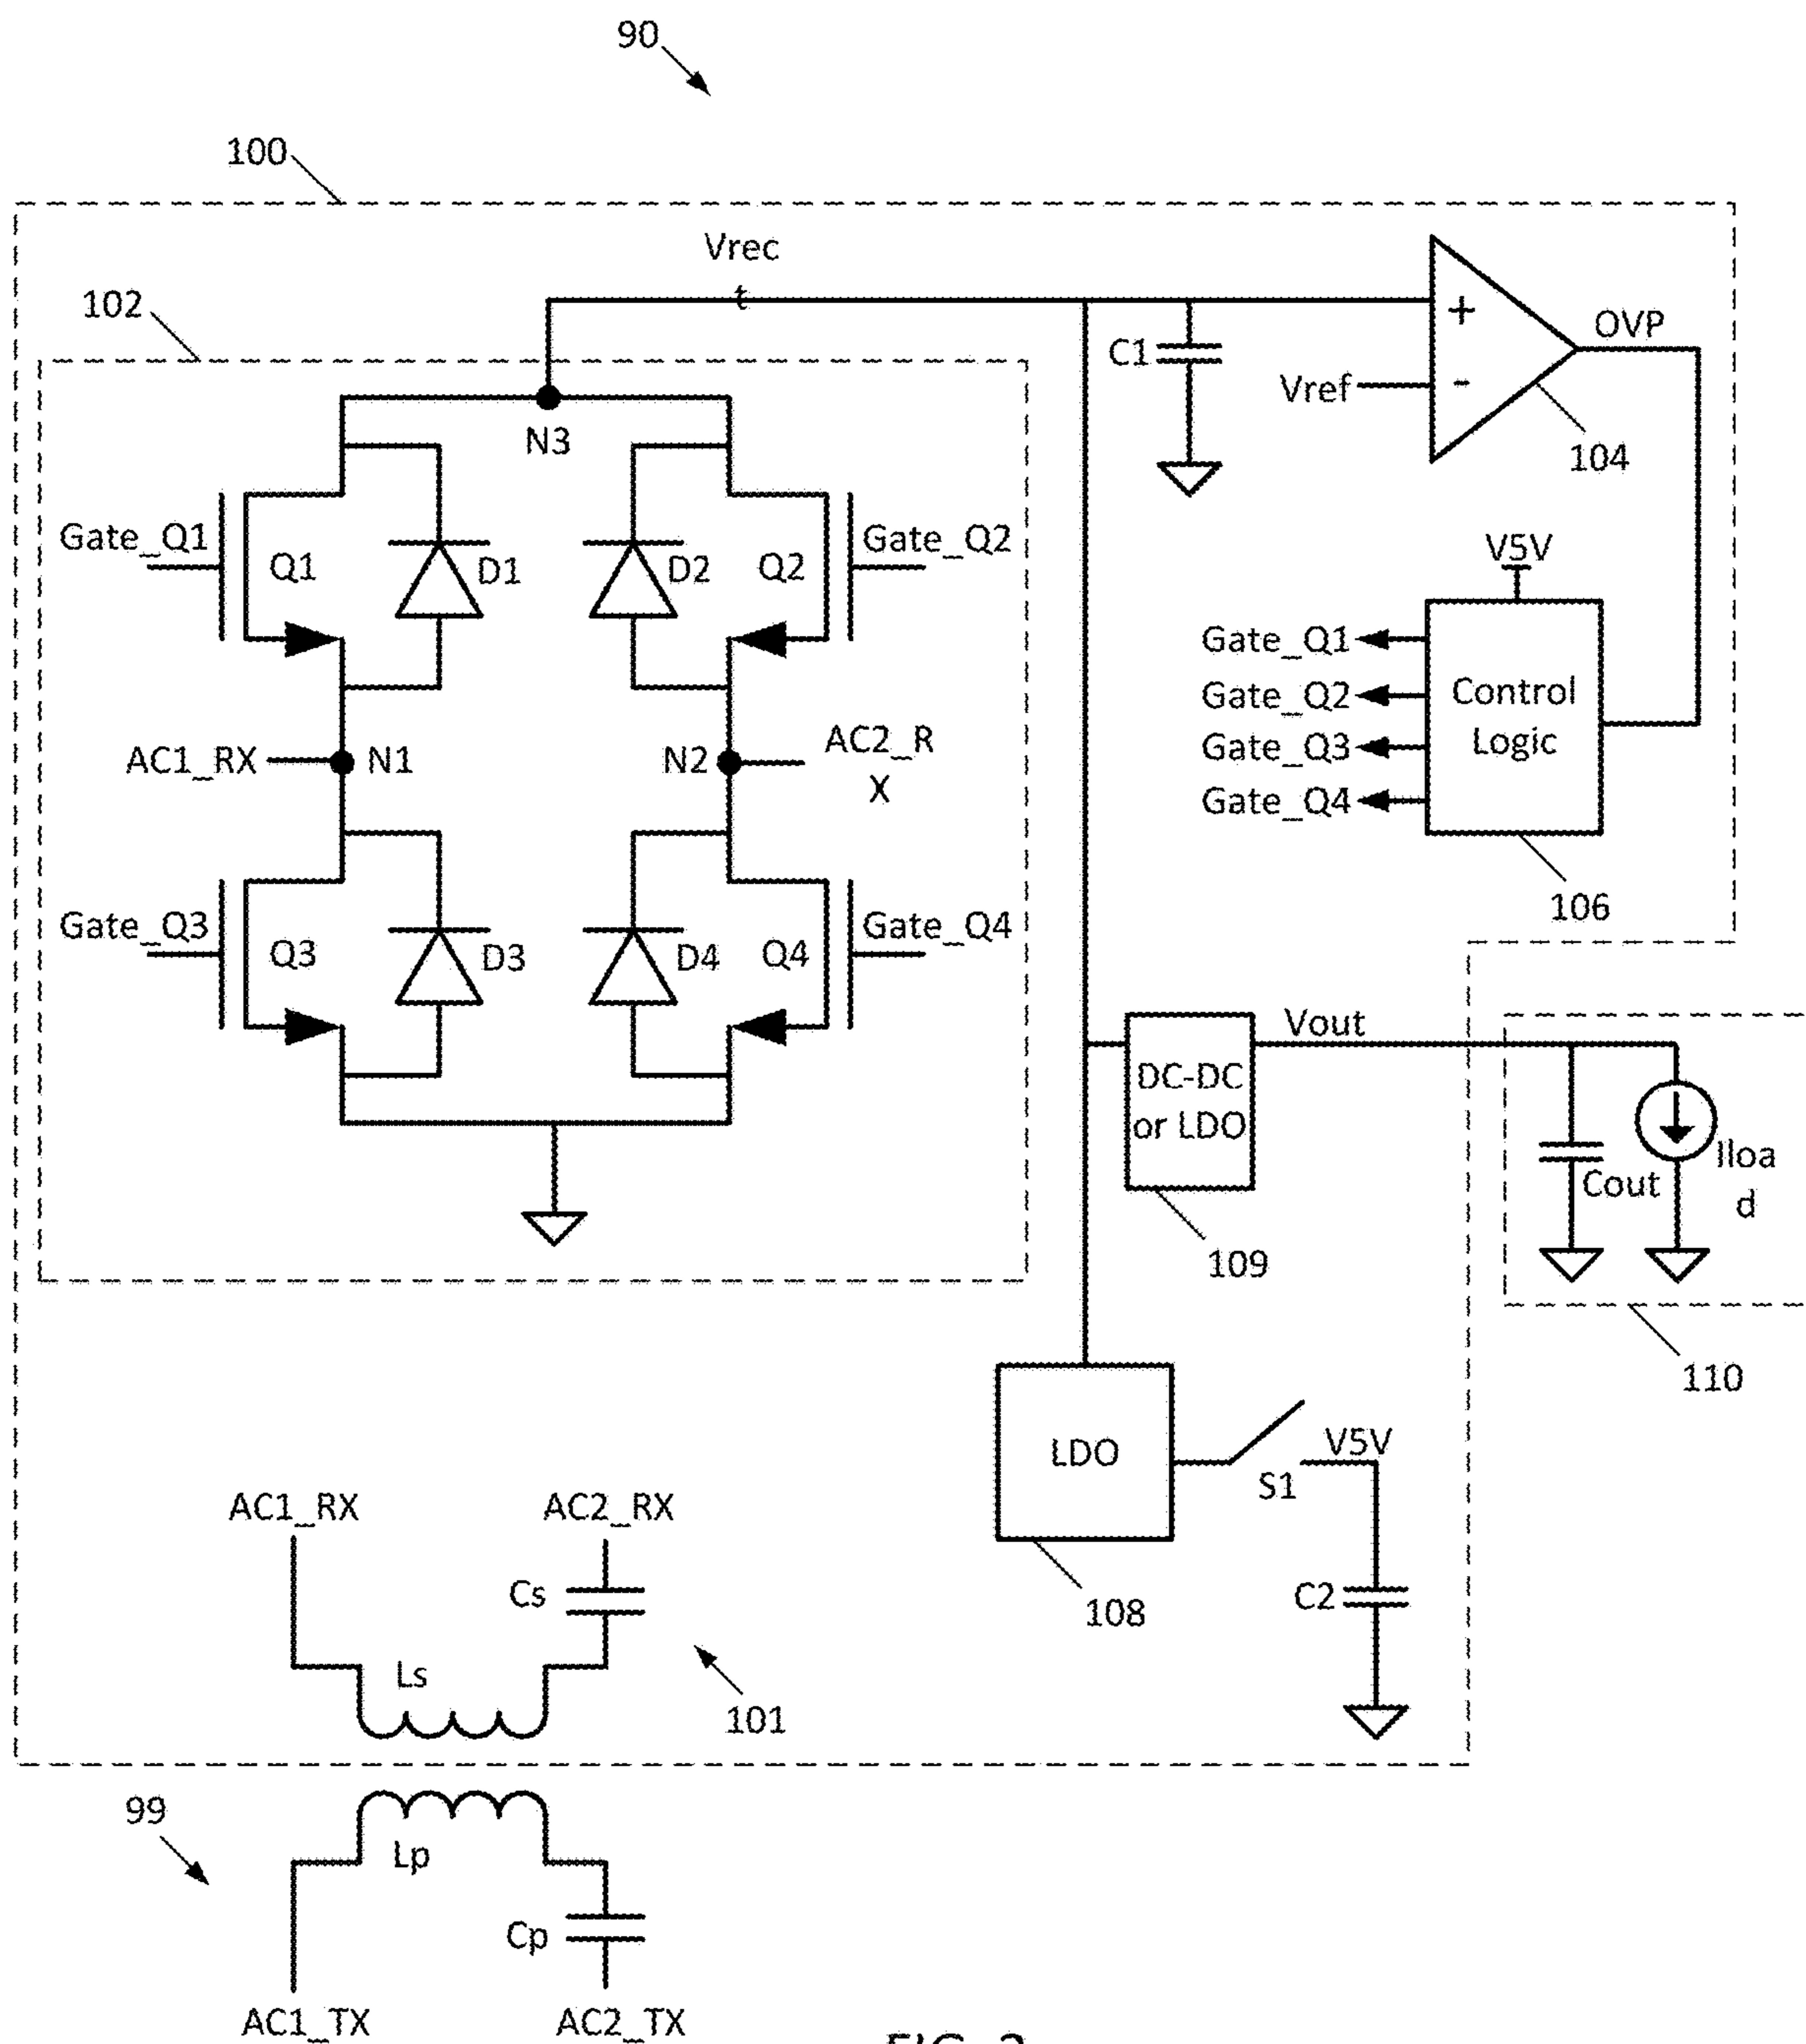 90
100
Vrec
t
102
C1
+
OVP
Vref
-
104
N3
Gate_Q1
Q1
D1
D2
Q2
Gate_Q2
V5V
Gate_Q1
Gate_Q2
Gate_Q3
Gate_Q4
Control
Logic
106
AC1_RX
N1
N2
AC2_R
X
Gate_Q3
Q3
D3
D4
Q4
Gate_Q4
Vout
DC-DC
or LDO
109
Cout
Iloa
d
110
LDO
S1
V5V
108
C2
AC1_RX
AC2_RX
Cs
Ls
101
99
Lp
Cp
AC1_TX
AC2_TX